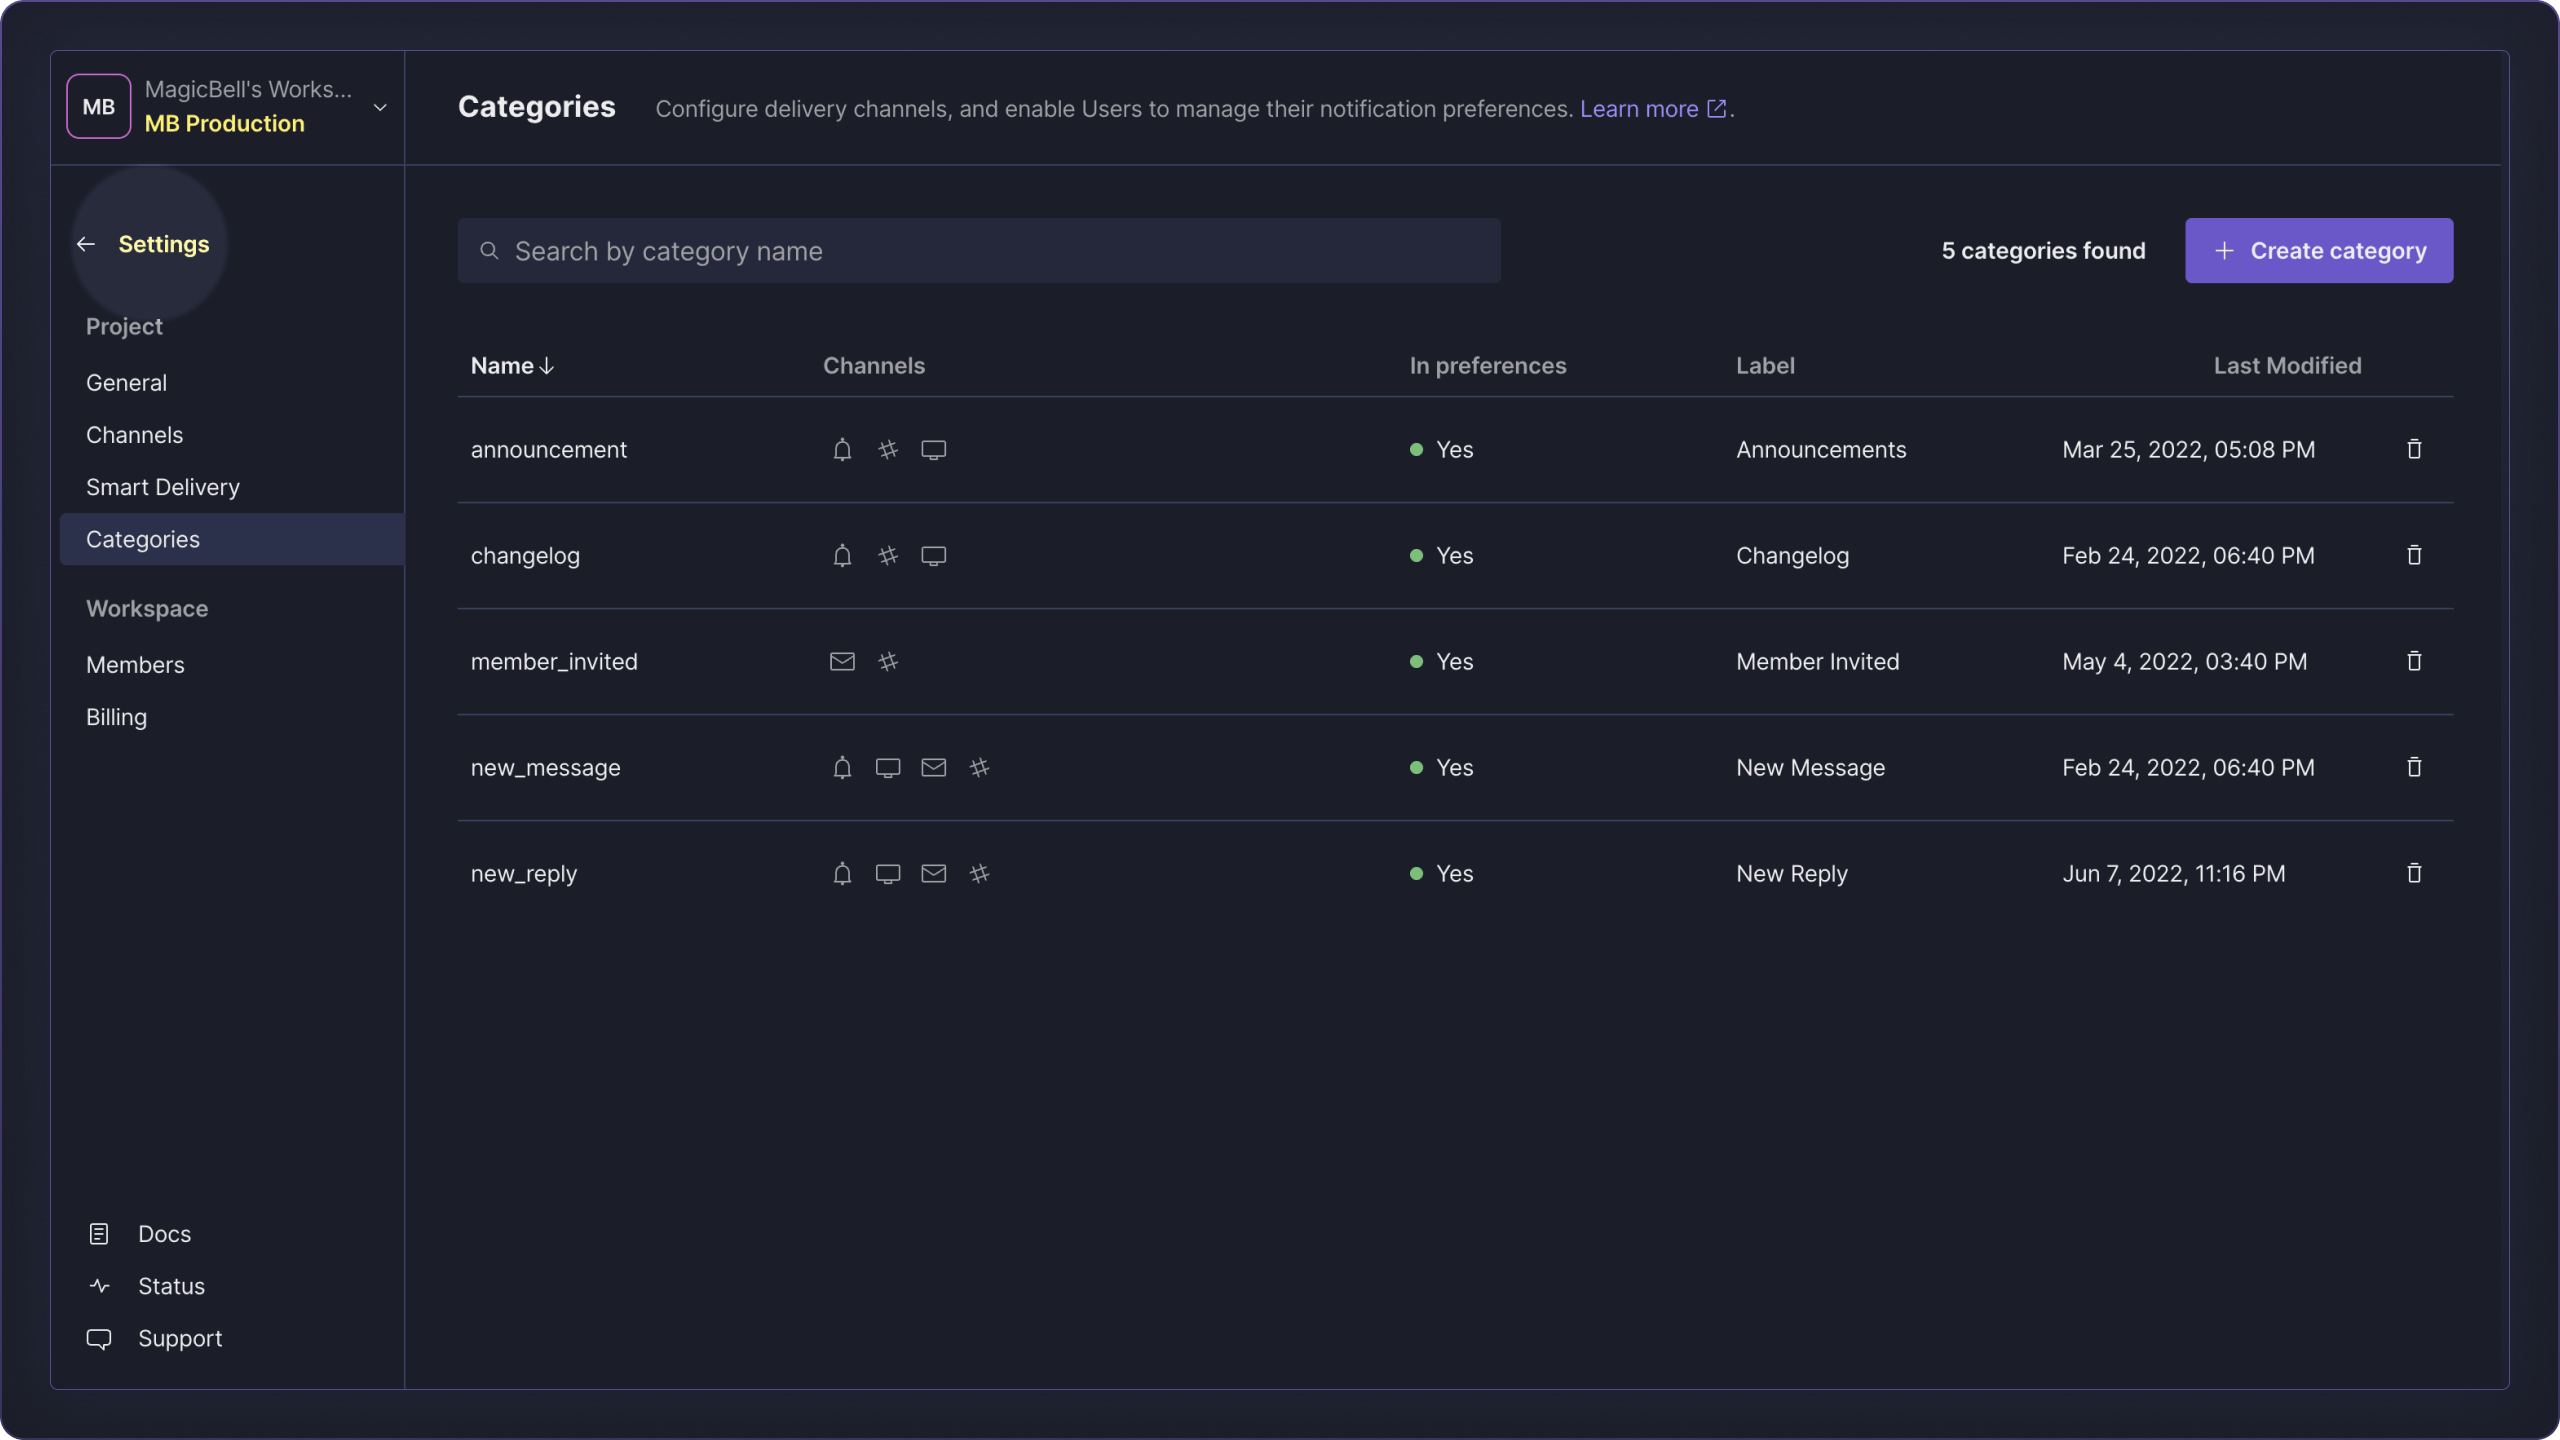 MB
MagicBell's Works...
MB Production
Categories
Configure delivery channels, and enable Users to manage their notification preferences. Learn more.
Settings
Project
General
Channels
Smart Delivery
Categories
Workspace
Members
Billing
Docs
Status
Support
Search by category name
5 categories found
Create category
Name Channels In preferences Label Last Modified
announcement Yes Announcements Mar 25, 2022, 05:08 PM
changelog Yes Changelog Feb 24, 2022, 06:40 PM
member_invited Yes Member Invited May 4, 2022, 03:40 PM
new_message Yes New Message Feb 24, 2022, 06:40 PM
new_reply Yes New Reply Jun 7, 2022, 11:16 PM